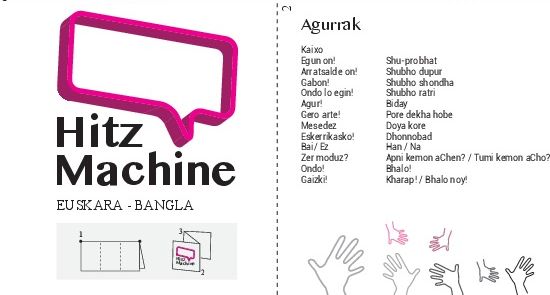 Hitz
Machine
EUSKARA - BANGLA
1
3
Hitz
Machine
2
2
Agurrak
Kaixo
Egun on! Shu-probhat
Arratsalde on! Shubho dupur
Gabon! Shubho shondha
Ondo lo egin! Shubho ratri
Agur! Biday
Gero arte! Pore dekha hobe
Mesedez Doya kore
Eskerrikasko! Dhonnobad
Bai/ Ez Han / Na
Zer moduz? Apni kemon aChen? / Tumi kemon aCho?
Ondo! Bhalo!
Gaizki! Kharap! / Bhalo noy!